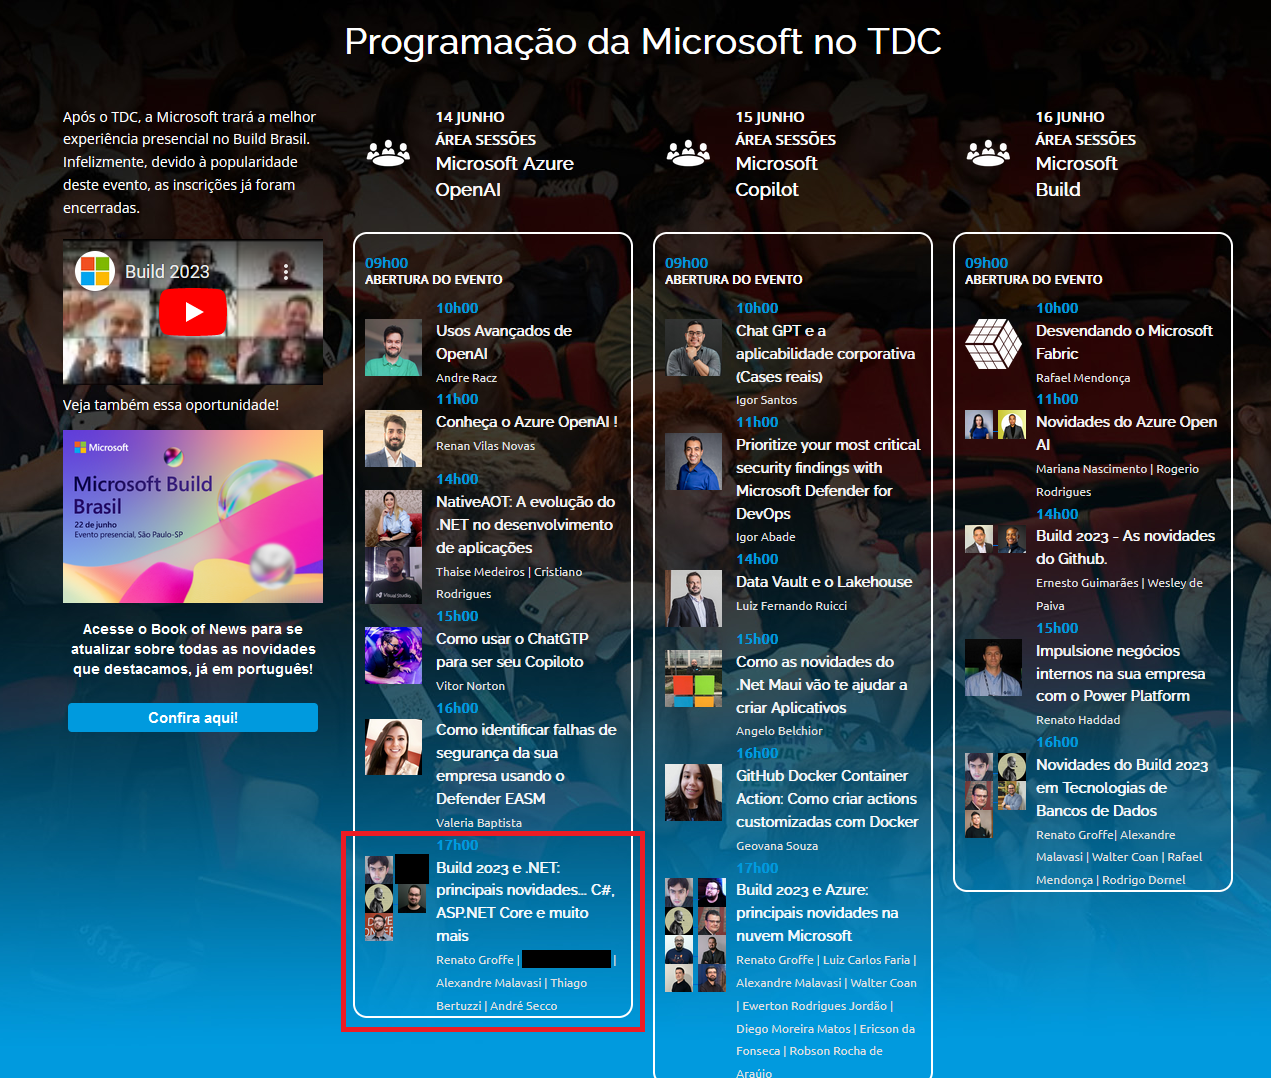 Programação da Microsoft no TDC
Após o TDC, a Microsoft trará a melhor
experiência presencial no Build Brasil.
Infelizmente, devido à popularidade
deste evento, as inscrições já foram
encerradas.
Build 2023
Veja também essa oportunidade!
Microsoft
Microsoft Build
Brasil
22 de junho
Evento presencial, São Paulo-SP
Acesse o Book of News para se
atualizar sobre todas as novidades
que destacamos, já em português!
Confira aqui!
14 JUNHO
ÁREA SESSÕES
Microsoft Azure
OpenAI
09h00
ABERTURA DO EVENTO
10h00
Usos Avançados de
OpenAI
Andre Racz
11h00
Conheça o Azure OpenAI !
Renan Vilas Novas
14h00
NativeAOT: A evolução do
.NET no desenvolvimento
de aplicações
Thaise Medeiros | Cristiano
Rodrigues
Visual Studio
15h00
Como usar o ChatGTP
para ser seu Copiloto
Vitor Norton
16h00
Como identificar falhas de
segurança da sua
empresa usando o
Defender EASM
Valeria Baptista
17h00
Build 2023 e .NET:
principais novidades... C#,
ASP.NET Core e muito
mais
Renato Groffe | |
Alexandre Malavasi | Thiago
Bertuzzi | André Secco
15 JUNHO
ÁREA SESSÕES
Microsoft
Copilot
09h00
ABERTURA DO EVENTO
10h00
Chat GPT e a
aplicabilidade corporativa
(Cases reais)
Igor Santos
11h00
Prioritize your most critical
security findings with
Microsoft Defender for
DevOps
Igor Abade
14h00
Data Vault e o Lakehouse
Luiz Fernando Ruicci
15h00
Como as novidades do
.Net Maui vão te ajudar a
criar Aplicativos
Angelo Belchior
16h00
GitHub Docker Container
Action: Como criar actions
customizadas com Docker
Geovana Souza
17h00
Build 2023 e Azure:
principais novidades na
nuvem Microsoft
Renato Groffe | Luiz Carlos Faria |
Alexandre Malavasi | Walter Coan
| Ewerton Rodrigues Jordão |
Diego Moreira Matos | Ericson da
Fonseca | Robson Rocha de
Araújo
16 JUNHO
ÁREA SESSÕES
Microsoft
Build
09h00
ABERTURA DO EVENTO
10h00
Desvendando o Microsoft
Fabric
Rafael Mendonça
11h00
Novidades do Azure Open
AI
Mariana Nascimento | Rogerio
Rodrigues
14h00
Build 2023 - As novidades
do Github.
Ernesto Guimarães | Wesley de
Paiva
15h00
Impulsione negócios
internos na sua empresa
com o Power Platform
Renato Haddad
16h00
Novidades do Build 2023
em Tecnologias de
Bancos de Dados
Renato Groffe| Alexandre
Malavasi | Walter Coan | Rafael
Mendonça | Rodrigo Dornel